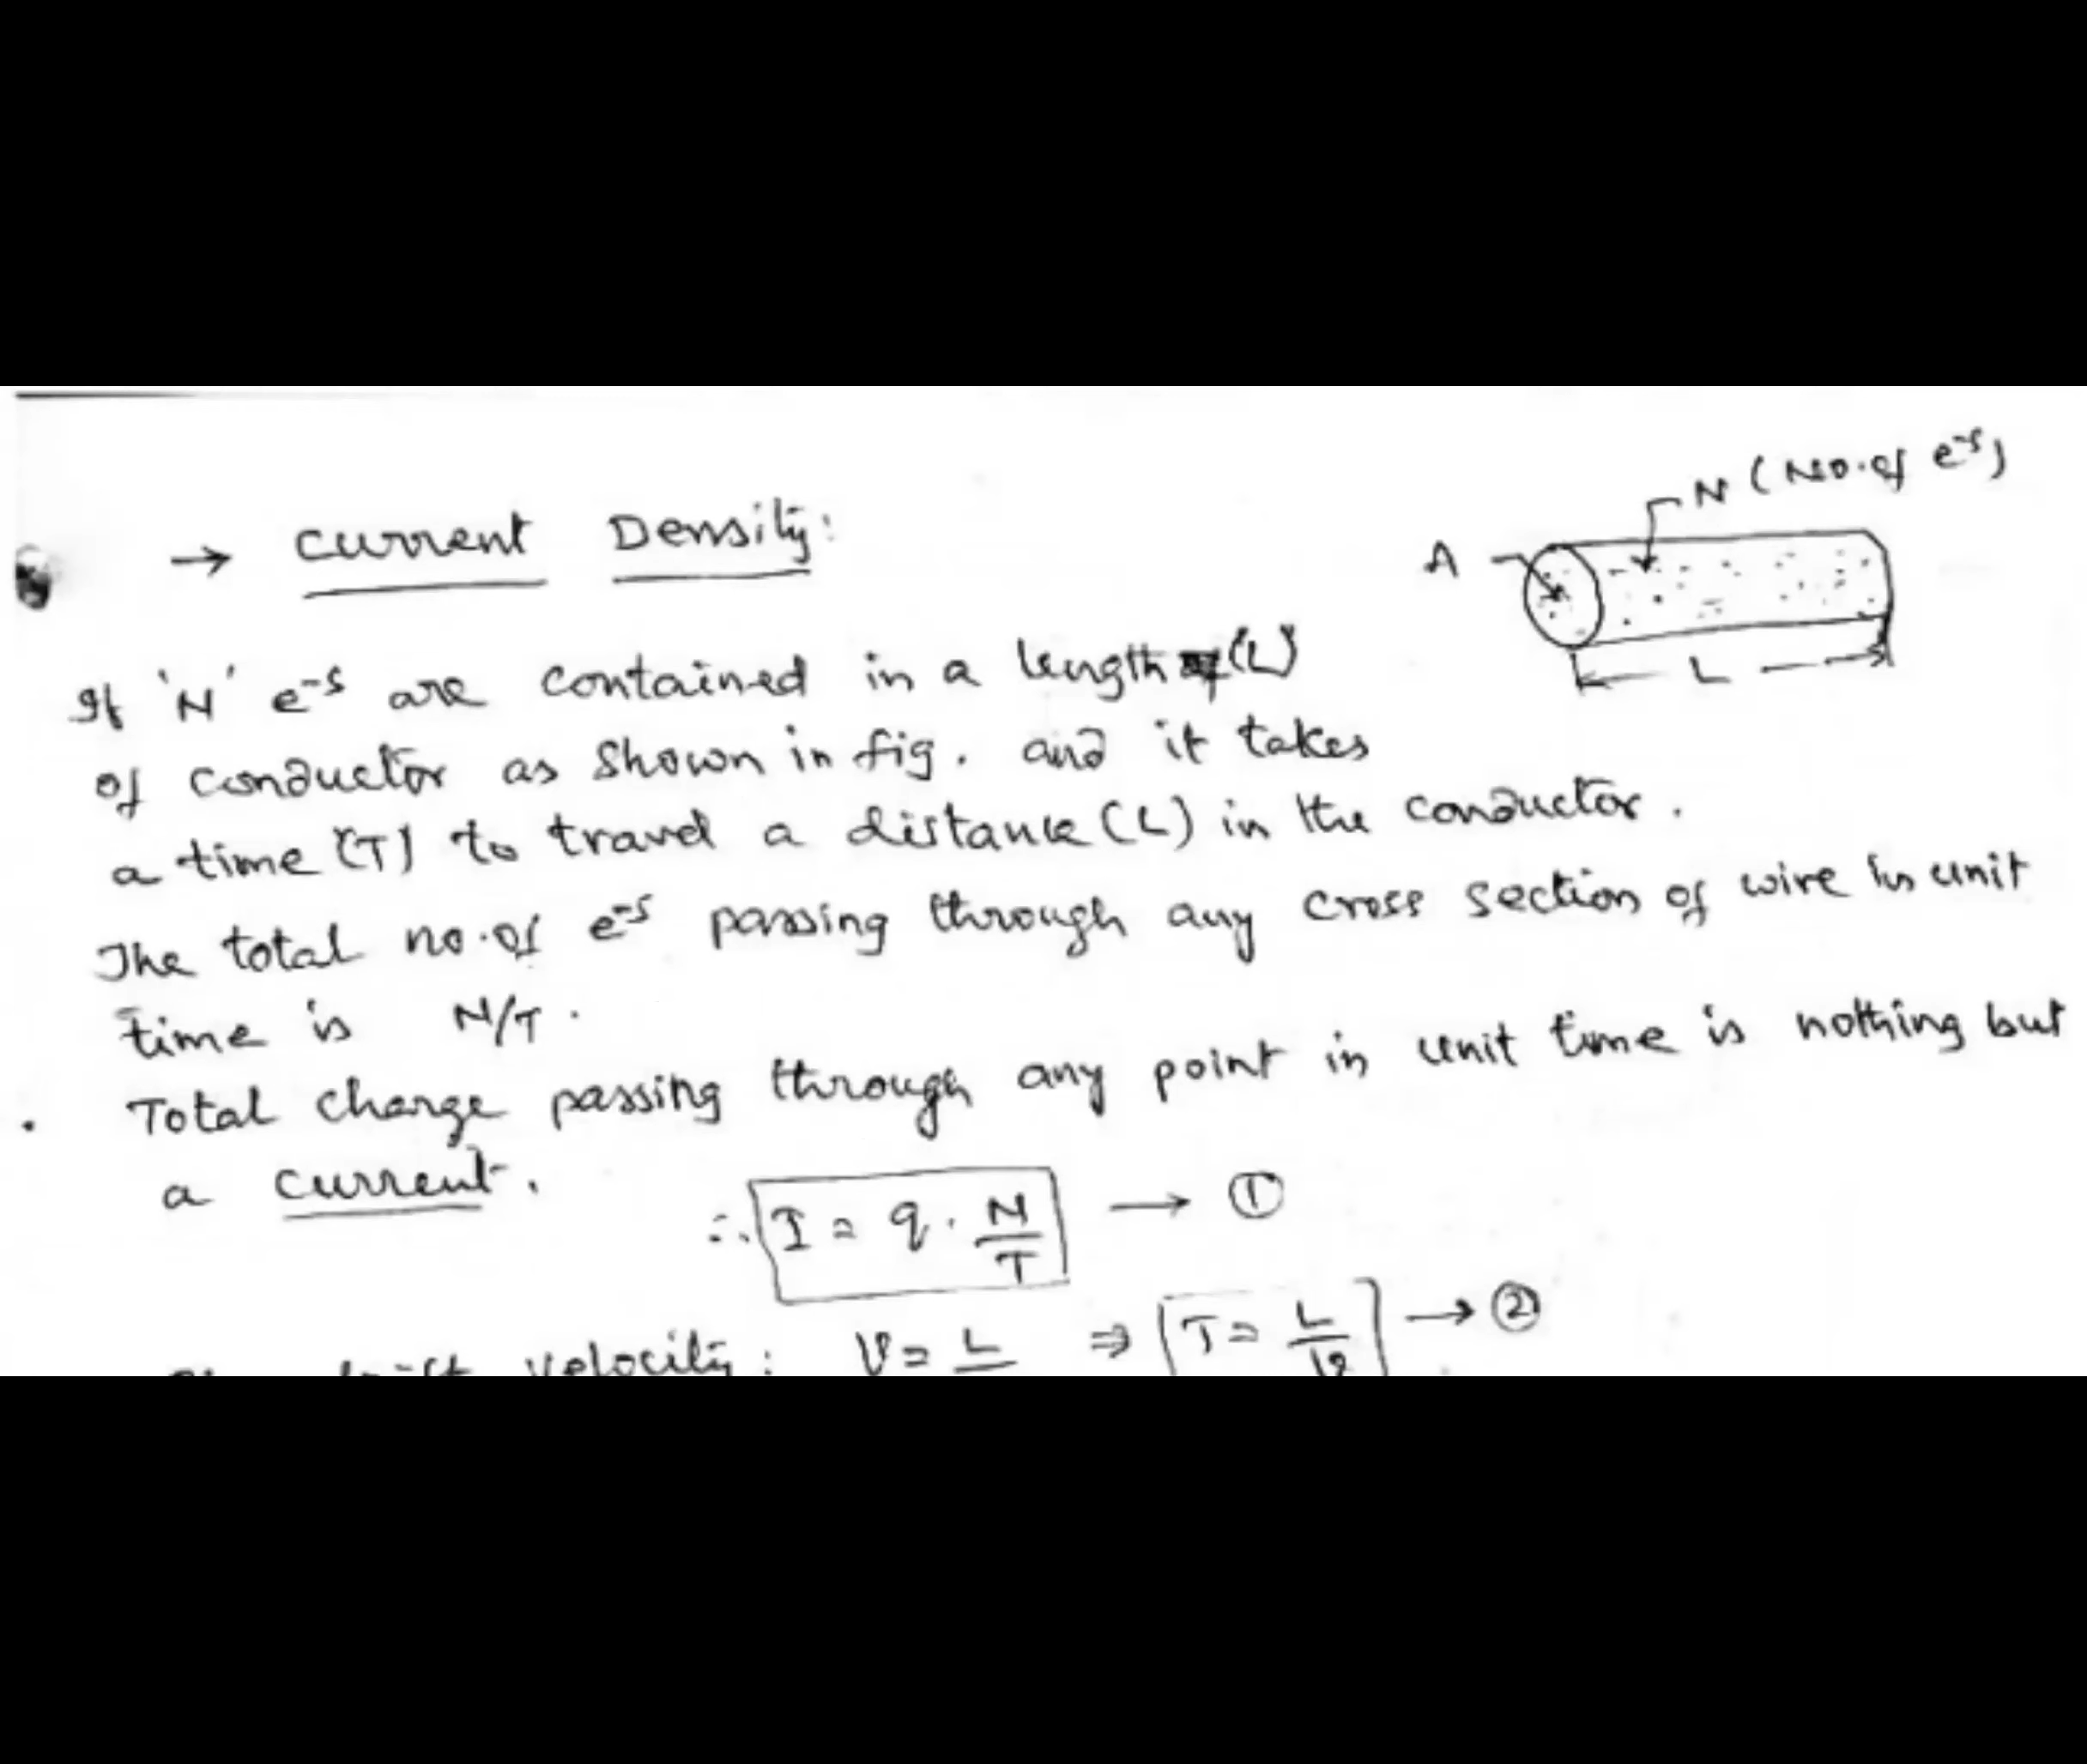 N (No. of e⁻s)
→ Current Density:
A
L
If 'N' e⁻s are contained in a length (L)
of conductor as shown in fig. and it takes
a time (T) to travel a distance (L) in the conductor.
The total no. of e⁻s passing through any cross section of wire in unit
time is N/T.
. Total charge passing through any point in unit time is nothing but
a current.
∴ I = q · N/T → ①
velocity: v = L ⇒ T = L/v → ②